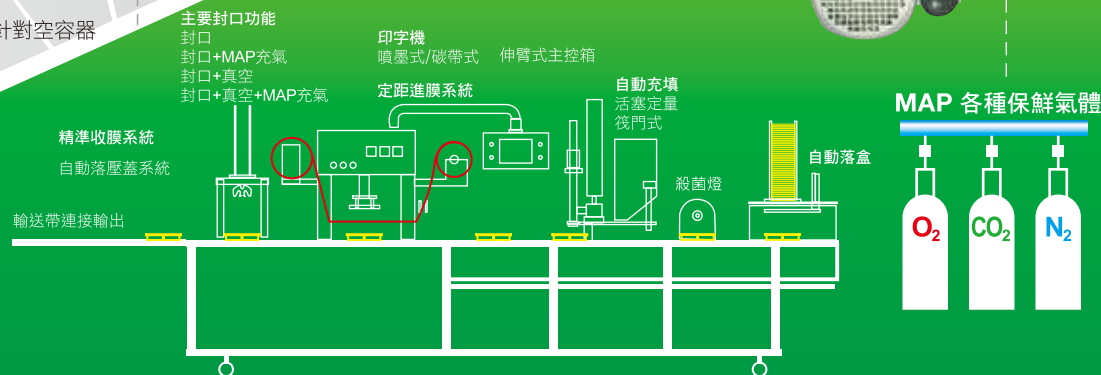 針對空容器
主要封口功能
封口
封口+MAP充氣
封口+真空
封口+真空+MAP充氣
印字機
噴墨式/碳帶式
伸臂式主控箱
定距進膜系統
自動充填
活塞定量
筏門式
MAP 各種保鮮氣體
精準收膜系統
自動落壓蓋系統
自動落盒
殺菌燈
輸送帶連接輸出
O2
CO2
N2